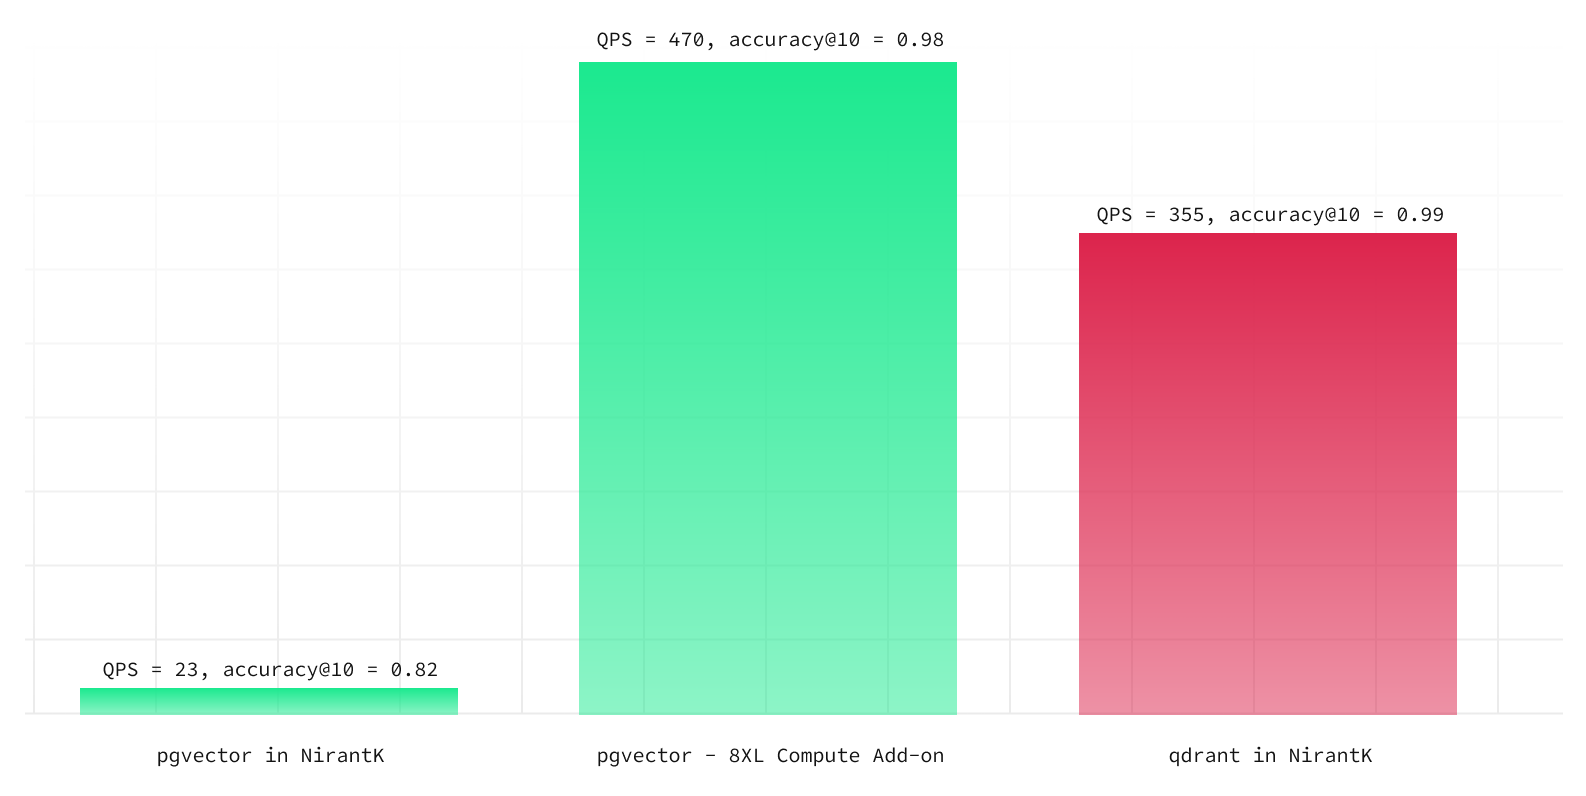 QPS = 470, accuracy@10 = 0.98
QPS = 355, accuracy@10 = 0.99
QPS = 23, accuracy@10 = 0.82
pgvector in NirantK
pgvector - 8XL Compute Add-on
qdrant in NirantK